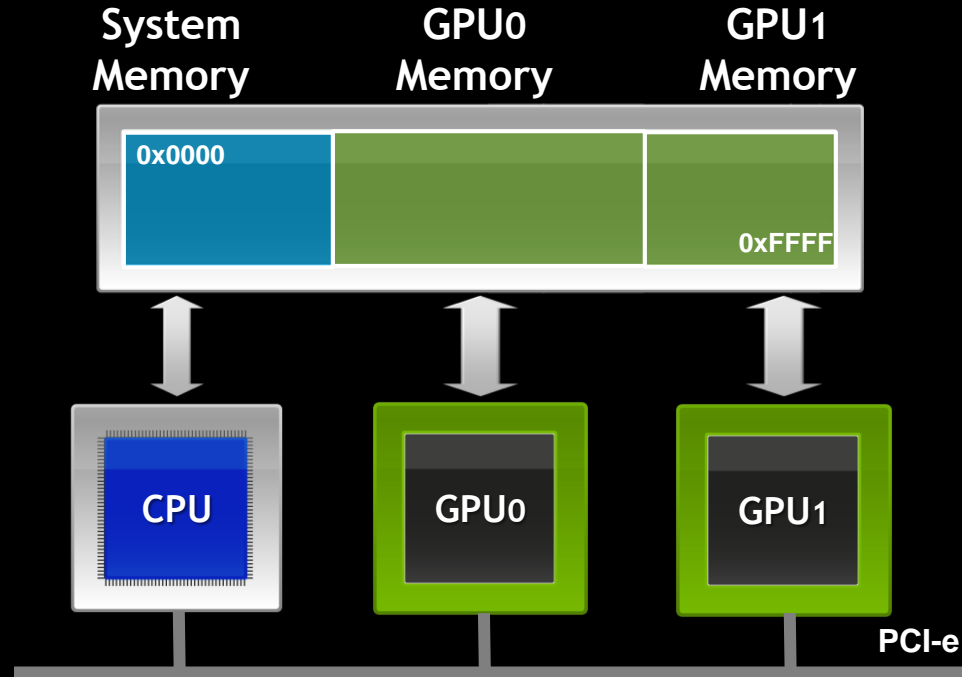 System
Memory
GPU0
Memory
GPU1
Memory
0x0000
0xFFFF
CPU
GPU0
GPU1
PCI-e